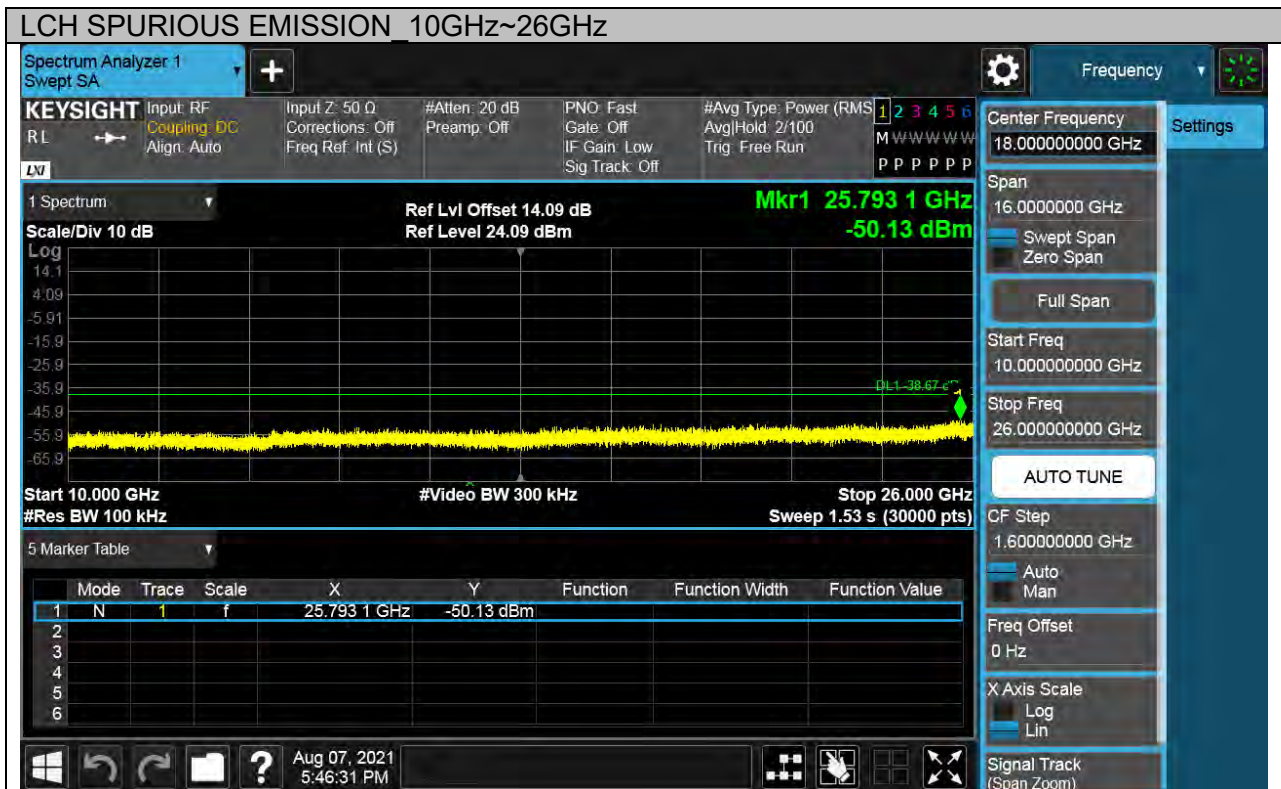 LCH SPURIOUS EMISSION_10GHz~26GHz
Spectrum Analyzer 1
Swept SA
Frequency
KEYSIGHT
RL
LXI
Input: RF
Coupling: DC
Align: Auto
Input Z: 50 Ω
Corrections: Off
Freq Ref: Int (S)
#Atten: 20 dB
Preamp: Off
PNO: Fast
Gate: Off
IF Gain: Low
Sig Track: Off
#Avg Type: Power (RMS
Avg|Hold: 2/100
Trig: Free Run
1 2 3 4 5 6
M W W W W W
P P P P P P
1 Spectrum
Scale/Div 10 dB
Ref Lvl Offset 14.09 dB
Ref Level 24.09 dBm
Mkr1 25.793 1 GHz
-50.13 dBm
Log
14.1
4.09
-5.91
-15.9
-25.9
-35.9
-45.9
-55.9
-65.9
DL1 -38.67
1
Start 10.000 GHz
#Video BW 300 kHz
Stop 26.000 GHz
#Res BW 100 kHz
Sweep 1.53 s (30000 pts)
5 Marker Table
Mode Trace Scale X Y Function Function Width Function Value
1 N 1 f 25.793 1 GHz -50.13 dBm
2
3
4
5
6
?
Aug 07, 2021
5:46:31 PM
Center Frequency
18.000000000 GHz
Settings
Span
16.0000000 GHz
Swept Span
Zero Span
Full Span
Start Freq
10.000000000 GHz
Stop Freq
26.000000000 GHz
AUTO TUNE
CF Step
1.600000000 GHz
Auto
Man
Freq Offset
0 Hz
X Axis Scale
Log
Lin
Signal Track
(Span Zoom)